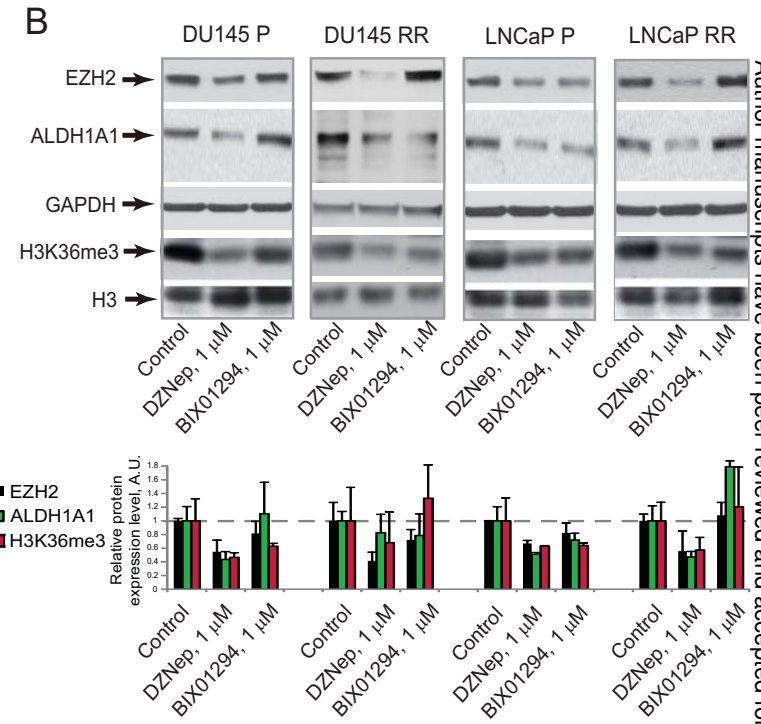 B
DU145 P
DU145 RR
LNCaP P
LNCaP RR
EZH2
ALDH1A1
GAPDH
H3K36me3
H3
Control
DZNep, 1 µM
BIX01294, 1 µM
Control
DZNep, 1 µM
BIX01294, 1 µM
Control
DZNep, 1 µM
BIX01294, 1 µM
Control
DZNep, 1 µM
BIX01294, 1 µM
EZH2
ALDH1A1
H3K36me3
Relative protein
expression level, A.U.
1.8
1.6
1.4
1.2
1
0.8
0.6
0.4
0.2
0
Control
DZNep, 1 µM
BIX01294, 1 µM
Control
DZNep, 1 µM
BIX01294, 1 µM
Control
DZNep, 1 µM
BIX01294, 1 µM
Control
DZNep, 1 µM
BIX01294, 1 µM
Author manuscripts have been peer reviewed and accepted for